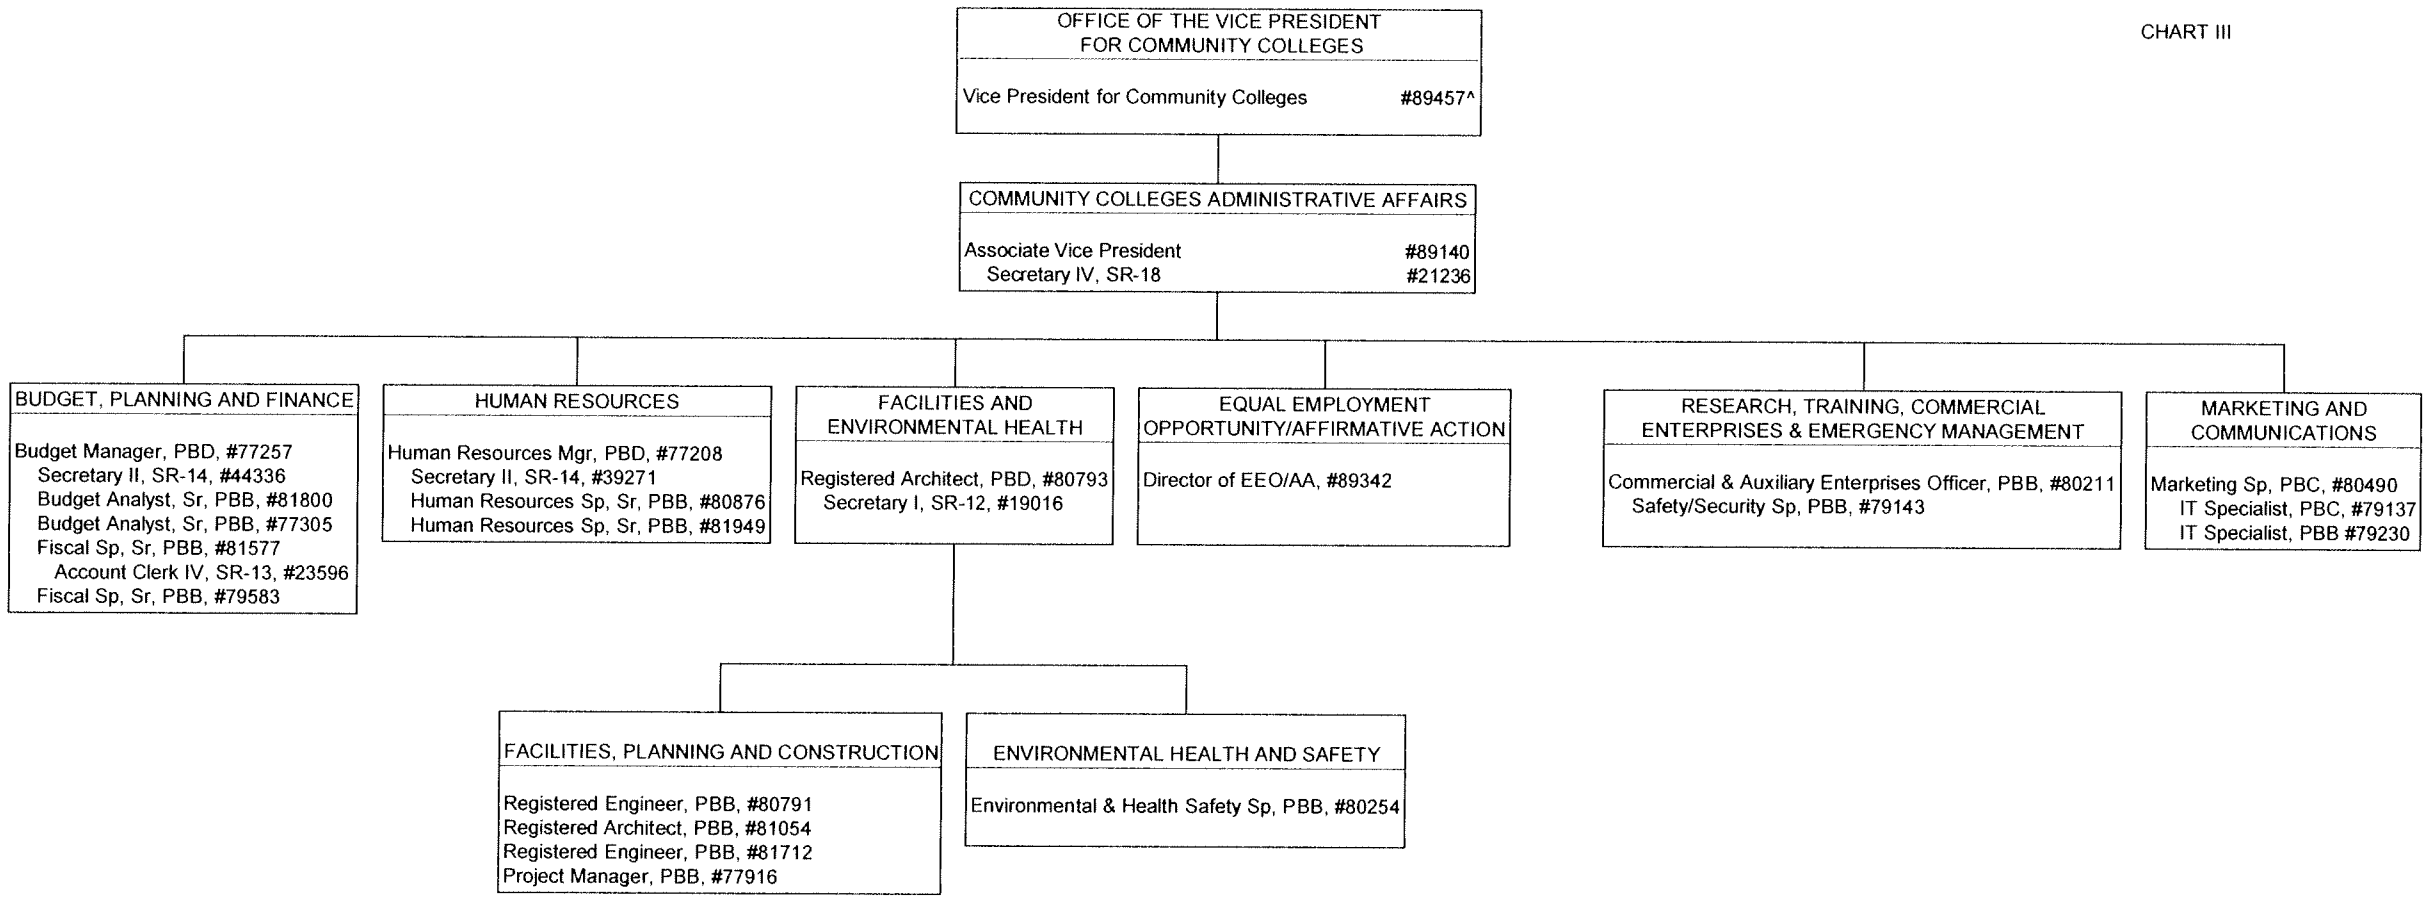 CHART III
OFFICE OF THE VICE PRESIDENT
FOR COMMUNITY COLLEGES
Vice President for Community Colleges #89457^
COMMUNITY COLLEGES ADMINISTRATIVE AFFAIRS
Associate Vice President #89140
Secretary IV, SR-18 #21236
BUDGET, PLANNING AND FINANCE
Budget Manager, PBD, #77257
Secretary II, SR-14, #44336
Budget Analyst, Sr, PBB, #81800
Budget Analyst, Sr, PBB, #77305
Fiscal Sp, Sr, PBB, #81577
Account Clerk IV, SR-13, #23596
Fiscal Sp, Sr, PBB, #79583
HUMAN RESOURCES
Human Resources Mgr, PBD, #77208
Secretary II, SR-14, #39271
Human Resources Sp, Sr, PBB, #80876
Human Resources Sp, Sr, PBB, #81949
FACILITIES AND
ENVIRONMENTAL HEALTH
Registered Architect, PBD, #80793
Secretary I, SR-12, #19016
EQUAL EMPLOYMENT
OPPORTUNITY/AFFIRMATIVE ACTION
Director of EEO/AA, #89342
RESEARCH, TRAINING, COMMERCIAL
ENTERPRISES & EMERGENCY MANAGEMENT
Commercial & Auxiliary Enterprises Officer, PBB, #80211
Safety/Security Sp, PBB, #79143
MARKETING AND
COMMUNICATIONS
Marketing Sp, PBC, #80490
IT Specialist, PBC, #79137
IT Specialist, PBB #79230
FACILITIES, PLANNING AND CONSTRUCTION
Registered Engineer, PBB, #80791
Registered Architect, PBB, #81054
Registered Engineer, PBB, #81712
Project Manager, PBB, #77916
ENVIRONMENTAL HEALTH AND SAFETY
Environmental & Health Safety Sp, PBB, #80254